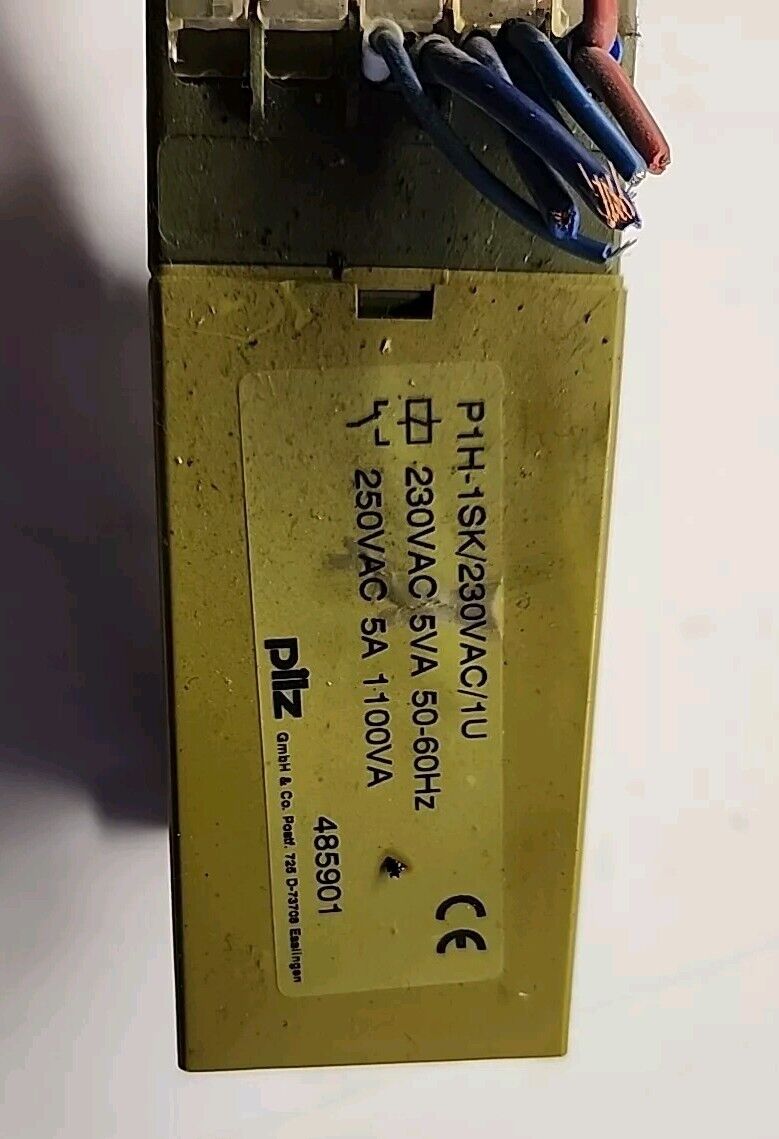 P1H-1SK/230VAC/1U
230VAC 5VA 50-60Hz
250VAC 5A 1100VA
CE
485901
pilz
GmbH & Co. Postf. 725 D-73708 Esslingen